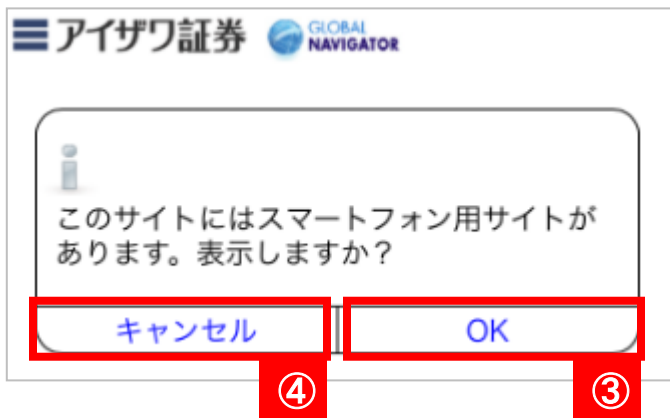 アイザワ証券 GLOBAL
NAVIGATOR
このサイトにはスマートフォン用サイトが
あります。表示しますか？
キャンセル OK
④ ③